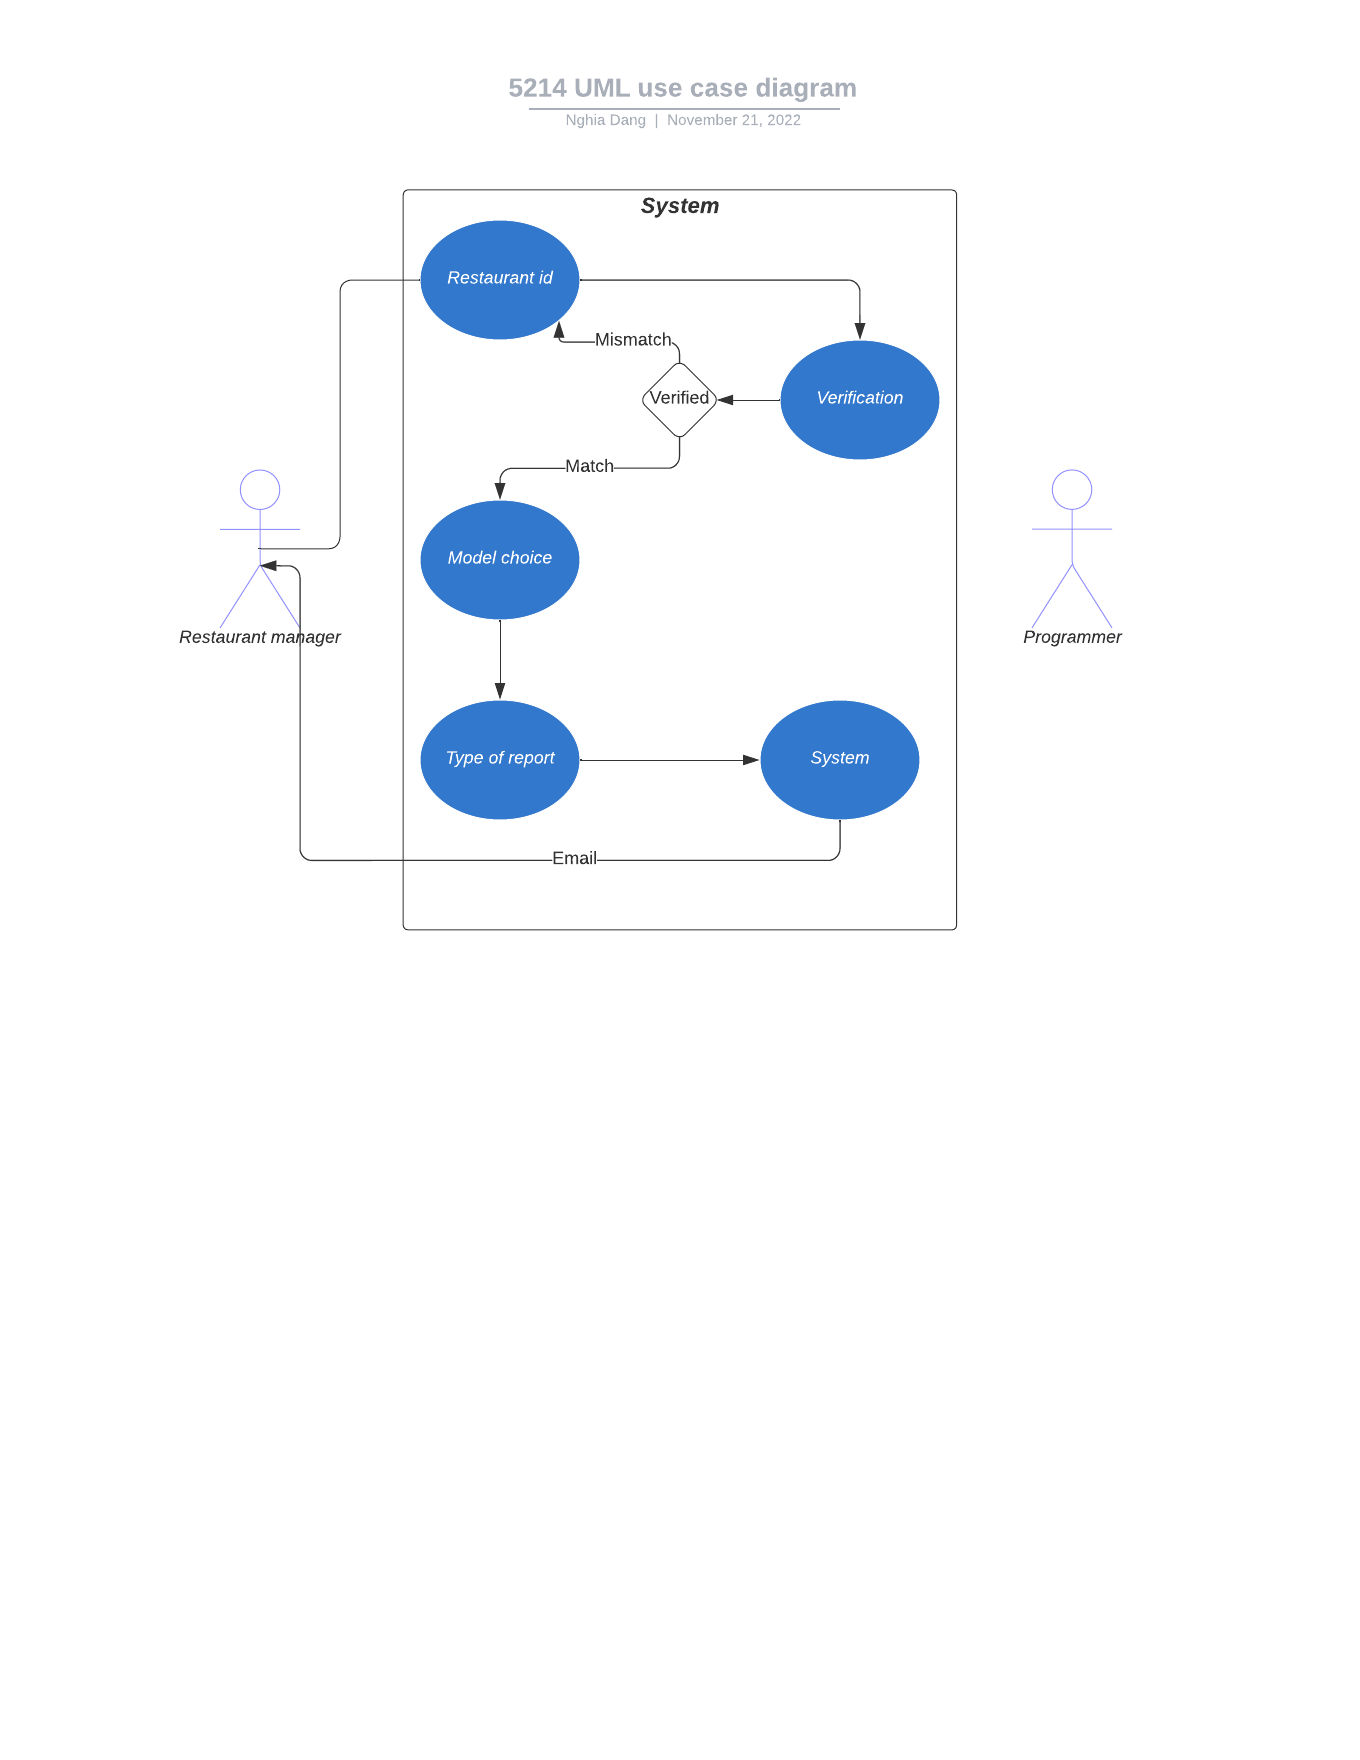 5214 UML use case diagram
Nghia Dang | November 21, 2022
System
Restaurant id
Mismatch
Verified
Verification
Match
Model choice
Restaurant manager
Programmer
Type of report
System
Email